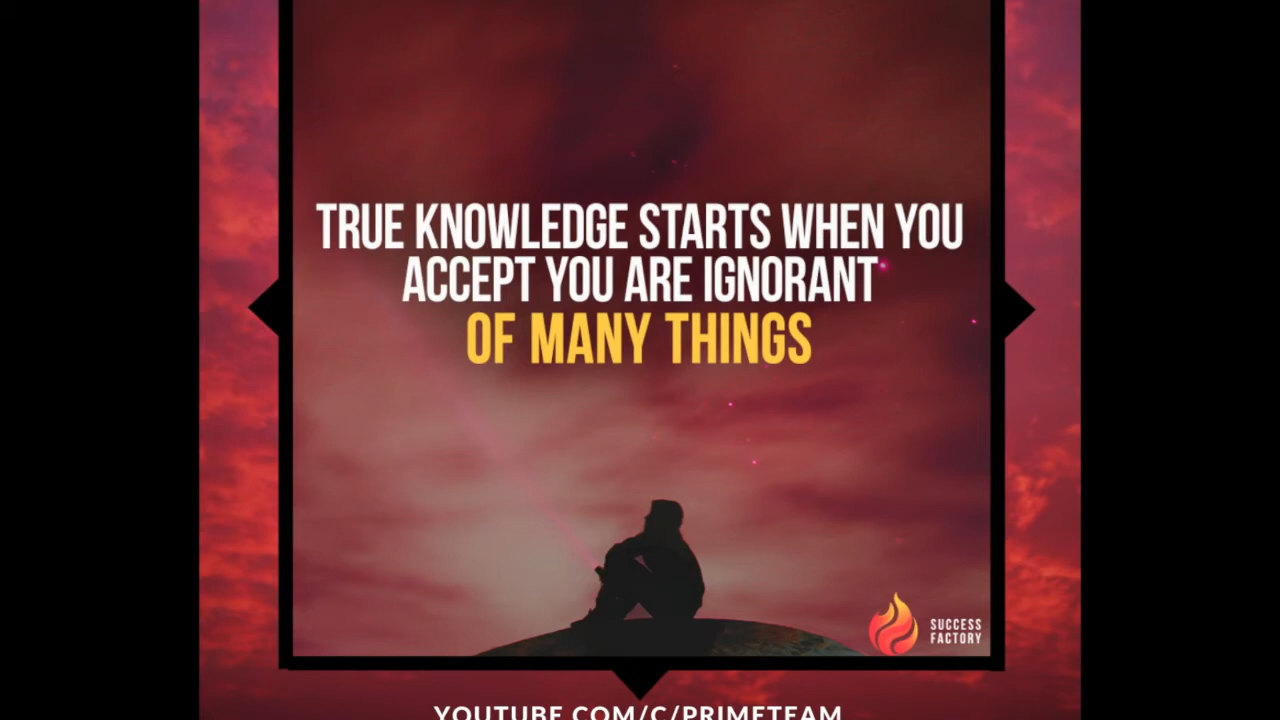 TRUE KNOWLEDGE STARTS WHEN YOU
ACCEPT YOU ARE IGNORANT
OF MANY THINGS
SUCCESS
FACTORY
YOUTUBE.COM/C/PRIMETEAM